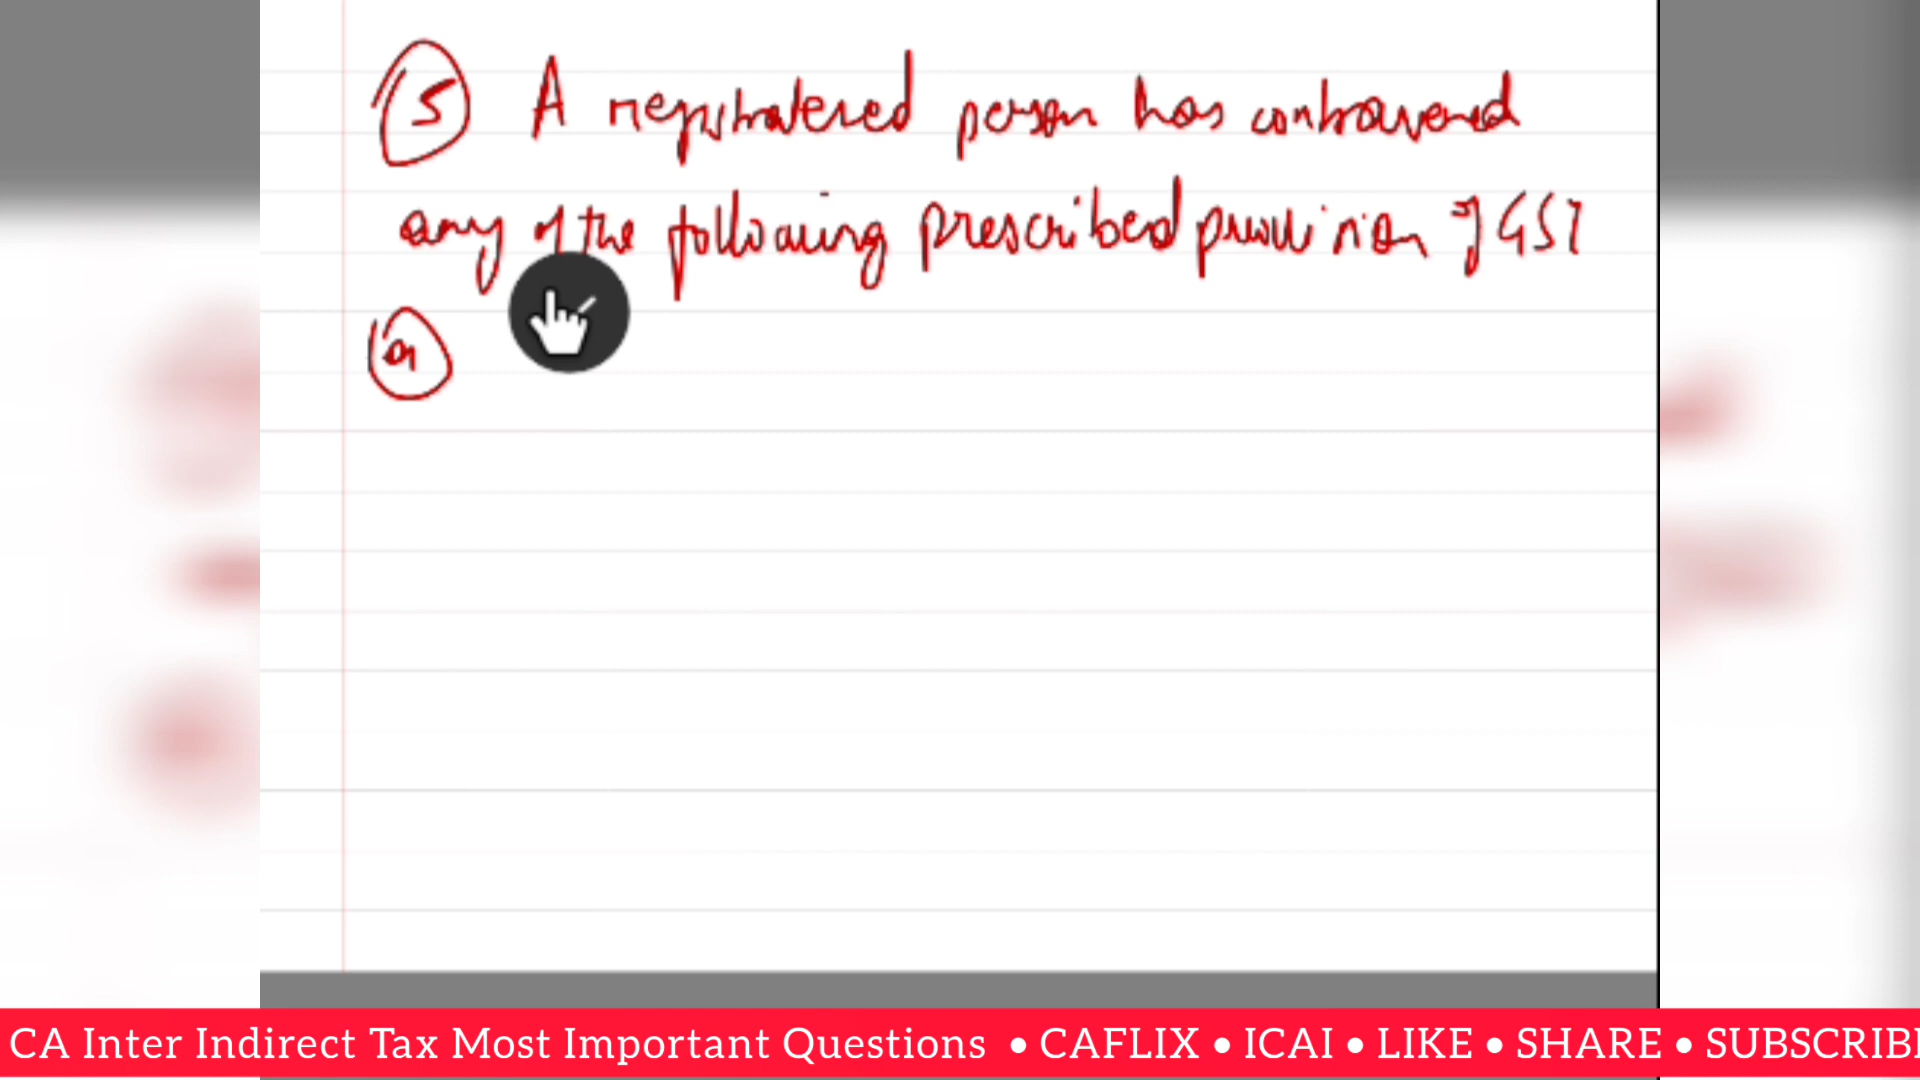 5 A registratered person has contravened
any of the following prescribed provision of GST
a
CA Inter Indirect Tax Most Important Questions • CAFLIX • ICAI • LIKE • SHARE • SUBSCRIB